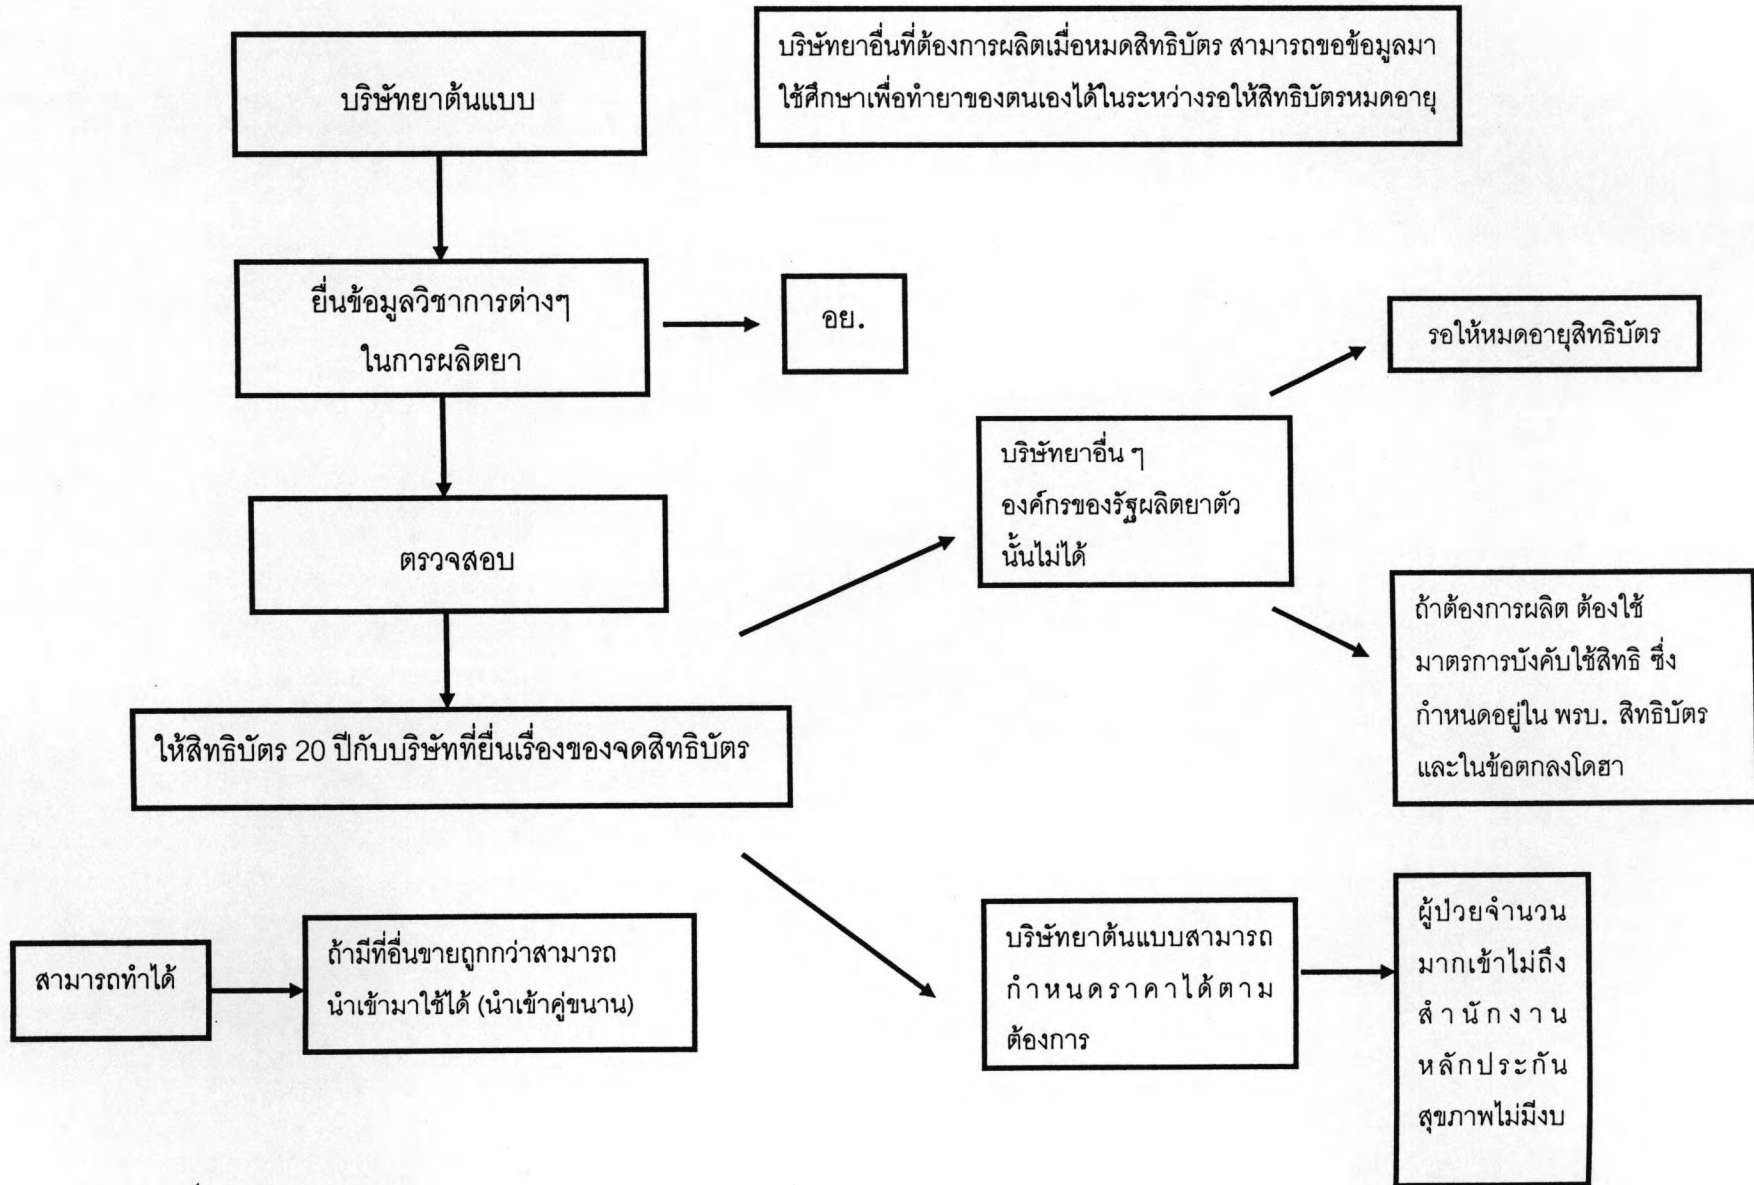 บริษัทยาต้นแบบ
บริษัทยาอื่นที่ต้องการผลิตเมื่อหมดสิทธิบัตร สามารถขอข้อมูลมา
ใช้ศึกษาเพื่อทำยาของตนเองได้ในระหว่างรอให้สิทธิบัตรหมดอายุ
ยื่นข้อมูลวิชาการต่างๆ
ในการผลิตยา
อย.
รอให้หมดอายุสิทธิบัตร
บริษัทยาอื่น ๆ
องค์กรของรัฐผลิตยาตัว
นั้นไม่ได้
ตรวจสอบ
ถ้าต้องการผลิต ต้องใช้
มาตรการบังคับใช้สิทธิ ซึ่ง
กำหนดอยู่ใน พรบ. สิทธิบัตร
และในข้อตกลงโดฮา
ให้สิทธิบัตร 20 ปีกับบริษัทที่ยื่นเรื่องของจดสิทธิบัตร
สามารถทำได้
ถ้ามีที่อื่นขายถูกกว่าสามารถ
นำเข้ามาใช้ได้ (นำเข้าคู่ขนาน)
บริษัทยาต้นแบบสามารถ
กำหนดราคาได้ตาม
ต้องการ
ผู้ป่วยจำนวน
มากเข้าไม่ถึง
สำนักงาน
หลักประกัน
สุขภาพไม่มีงบ